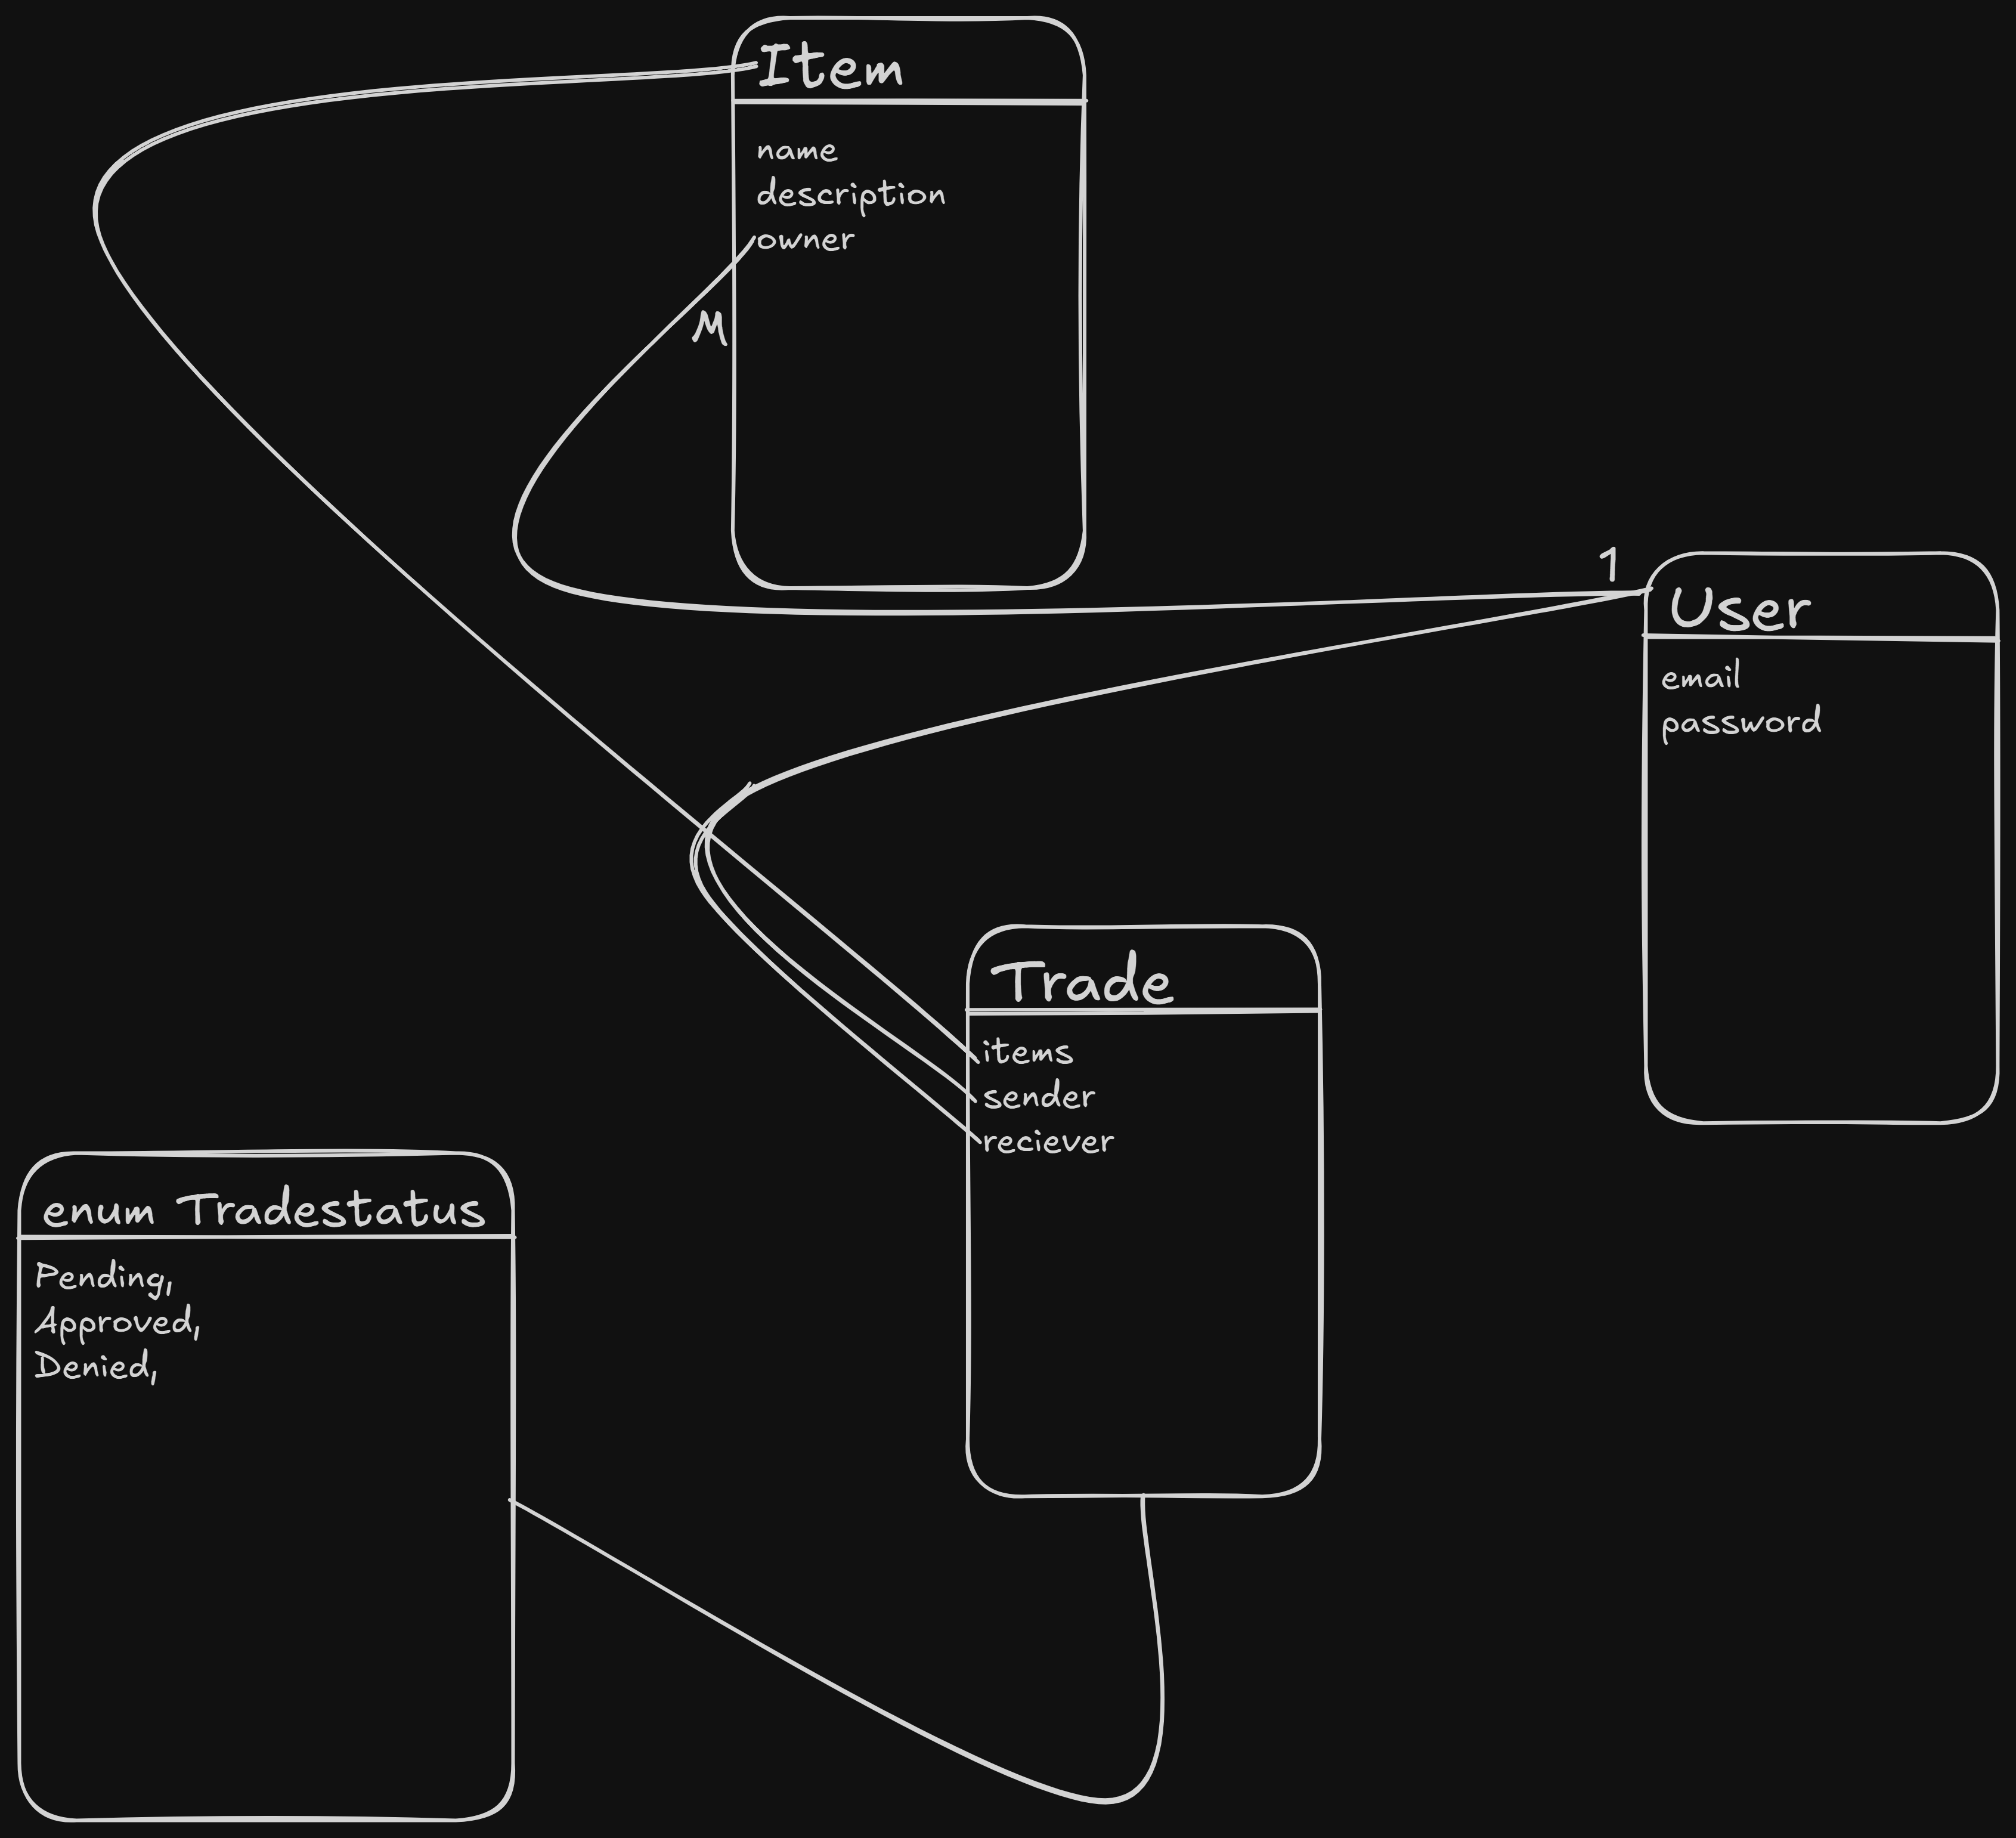 Item
name
description
owner
M
1
User
email
password
Trade
items
sender
reciever
enum Tradestatus
Pending,
Approved,
Denied,